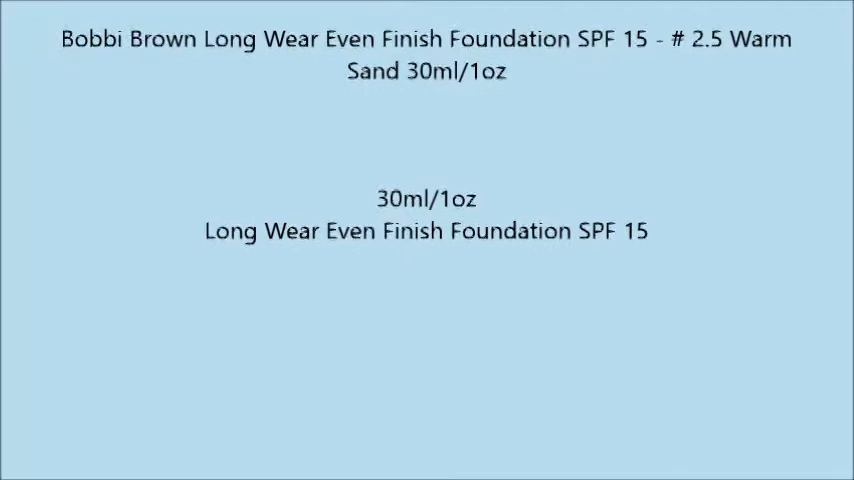 Bobbi Brown Long Wear Even Finish Foundation SPF 15 - # 2.5 Warm
Sand 30ml/1oz
30ml/1oz
Long Wear Even Finish Foundation SPF 15